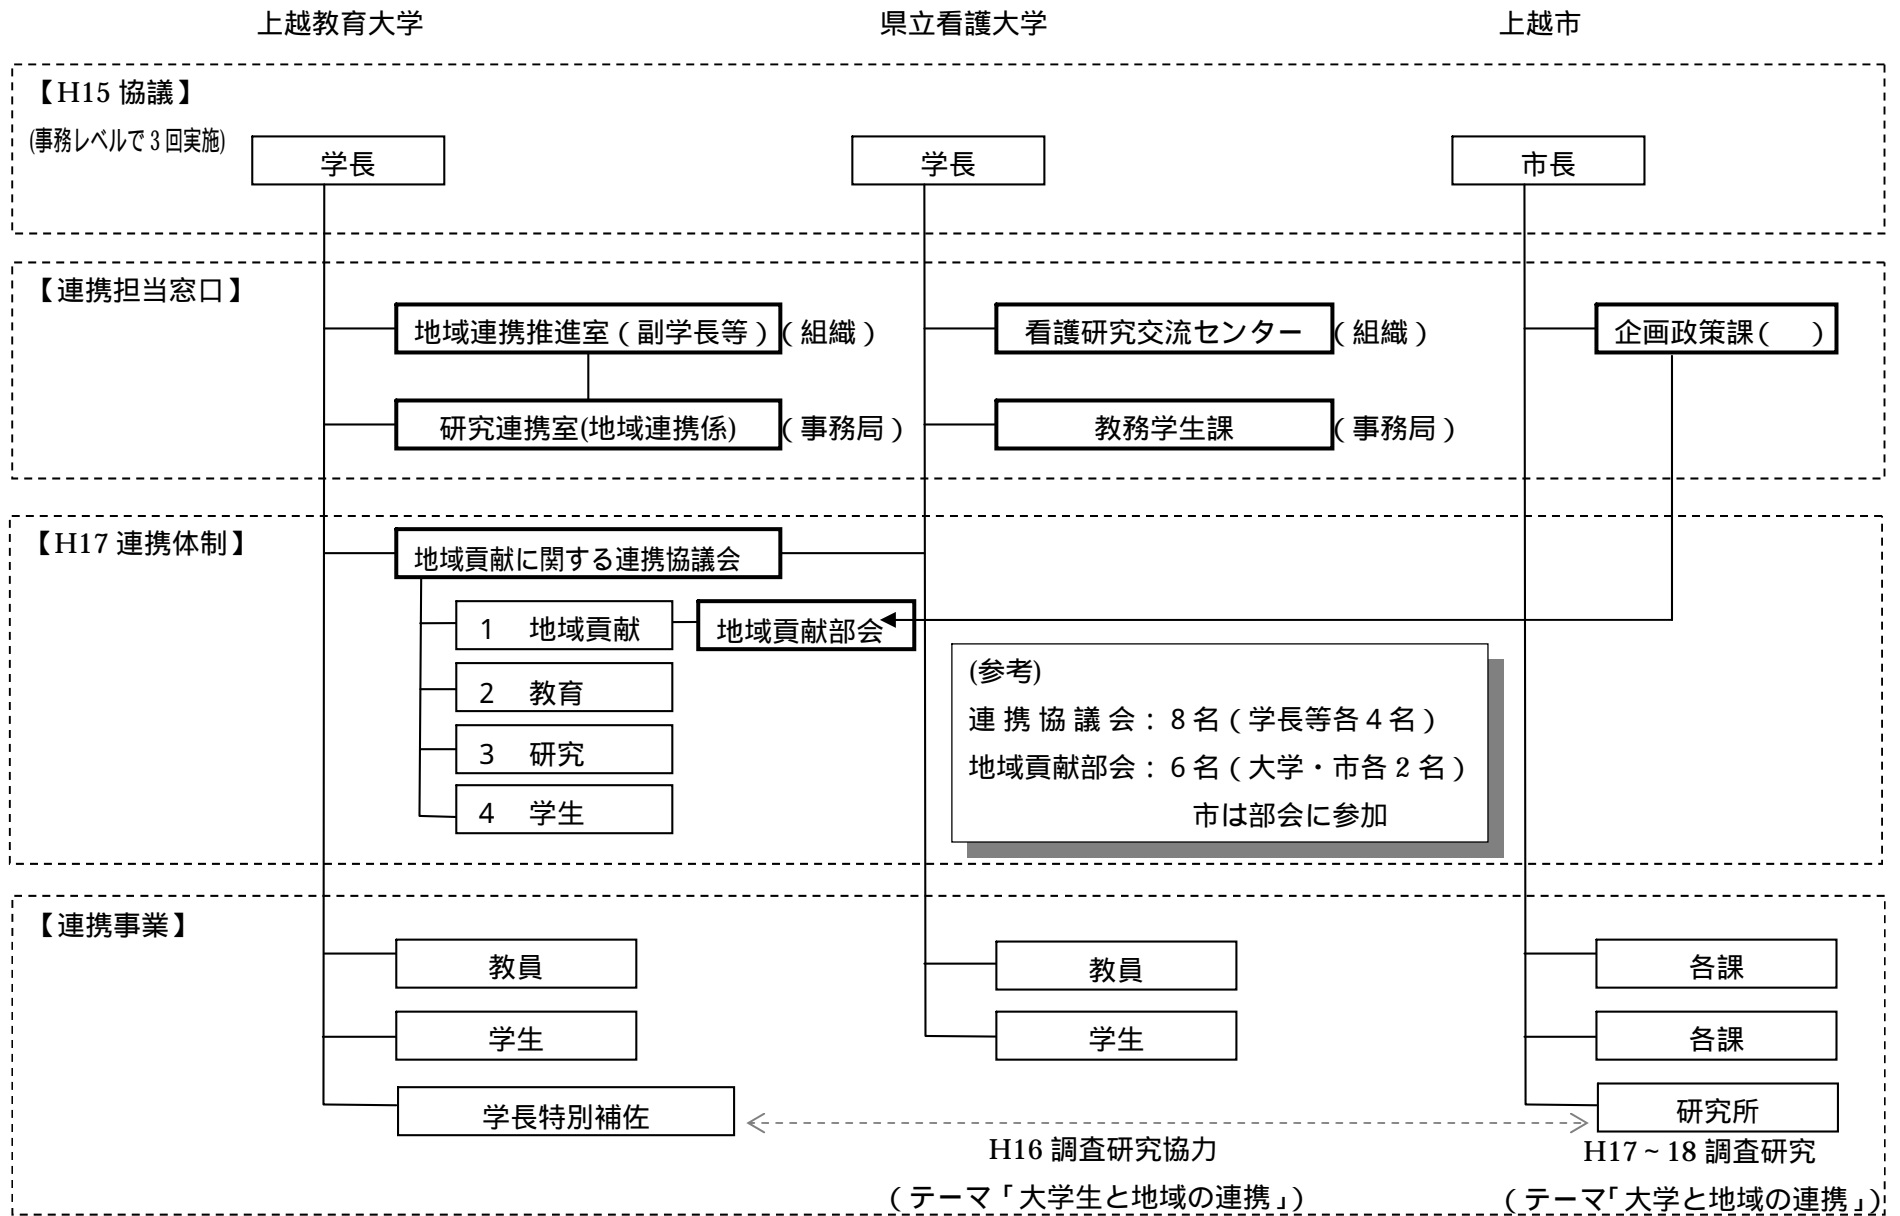 上越教育大学 県立看護大学 上越市
【H15 協議】
(事務レベルで3回実施)
学長 学長 市長
【連携担当窓口】
地域連携推進室(副学長等) (組織) 看護研究交流センター (組織) 企画政策課(　)
研究連携室(地域連携係) (事務局) 教務学生課 (事務局)
【H17 連携体制】
地域貢献に関する連携協議会
1 地域貢献 地域貢献部会
2 教育
3 研究
4 学生
(参考)
連携協議会：8名(学長等各4名)
地域貢献部会：6名(大学・市各2名)
市は部会に参加
【連携事業】
教員 教員 各課
学生 学生 各課
学長特別補佐 研究所
H16 調査研究協力 H17~18 調査研究
(テーマ「大学生と地域の連携」) (テーマ「大学と地域の連携」)